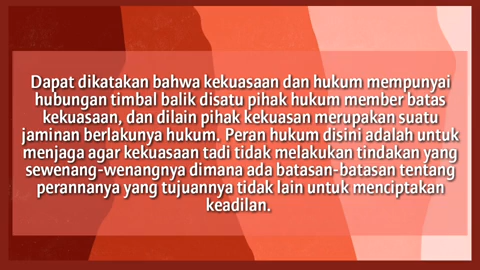 Dapat dikatakan bahwa kekuasaan dan hukum mempunyai
hubungan timbal balik disatu pihak hukum member batas
kekuasaan, dan dilain pihak kekuasan merupakan suatu
jaminan berlakunya hukum. Peran hukum disini adalah untuk
menjaga agar kekuasaan tadi tidak melakukan tindakan yang
sewenang-wenangnya dimana ada batasan-batasan tentang
perannanya yang tujuannya tidak lain untuk menciptakan
keadilan.